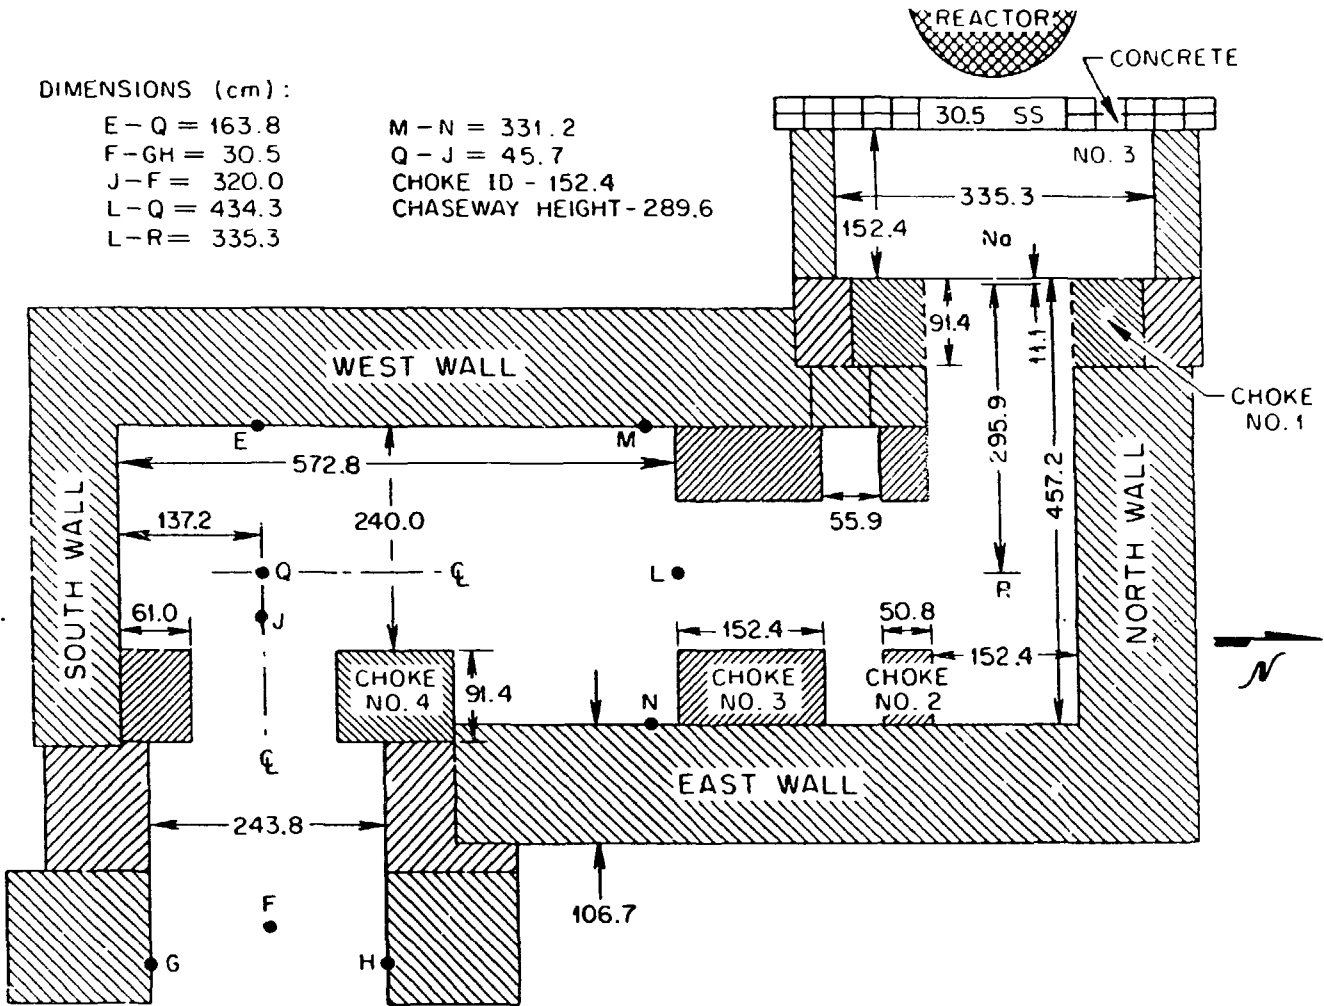 REACTOR
CONCRETE
DIMENSIONS (cm):
E-Q = 163.8
F-GH = 30.5
J-F = 320.0
L-Q = 434.3
L-R = 335.3
M-N = 331.2
Q-J = 45.7
CHOKE ID - 152.4
CHASEWAY HEIGHT - 289.6
30.5 SS
NO. 3
335.3
152.4
Na
91.4
11.1
WEST WALL
CHOKE
NO. 1
E
M
295.9
457.2
572.8
NORTH WALL
SOUTH WALL
137.2
240.0
55.9
Q
℄
L
R
61.0
J
50.8
152.4
152.4
CHOKE
NO. 4
91.4
N
CHOKE
NO. 3
CHOKE
NO. 2
N
℄
EAST WALL
243.8
F
106.7
G
H